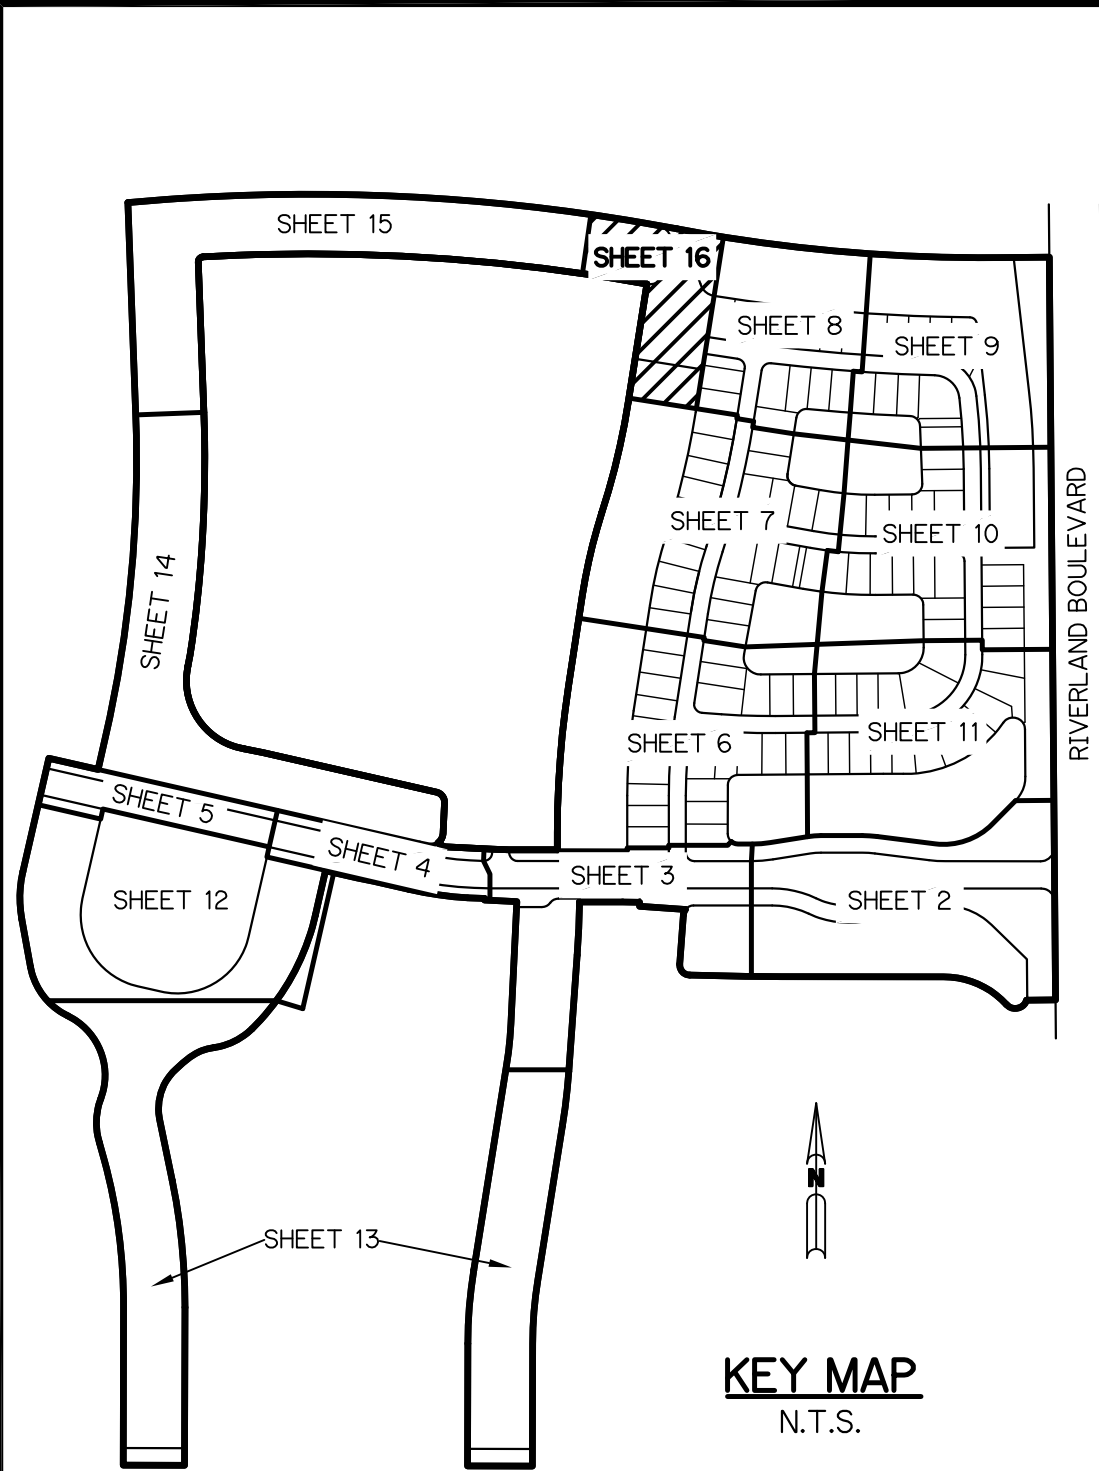 SHEET 15
SHEET 16
SHEET 8
SHEET 9
SHEET 7
SHEET 10
RIVERLAND BOULEVARD
SHEET 14
SHEET 6
SHEET 11
SHEET 5
SHEET 4
SHEET 3
SHEET 12
SHEET 2
N
SHEET 13
KEY MAP
N.T.S.